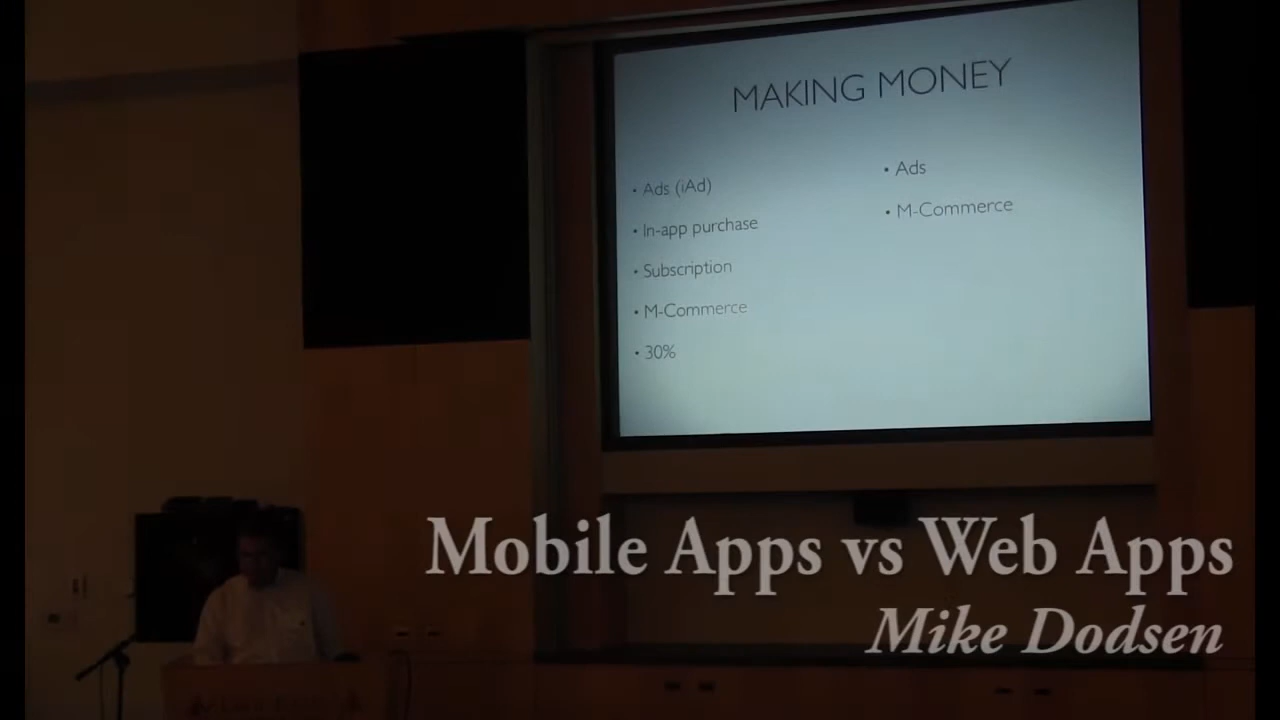 MAKING MONEY
• Ads (iAd)
• In-app purchase
• Subscription
• M-Commerce
• 30%
• Ads
• M-Commerce
Mobile Apps vs Web Apps
Mike Dodsen